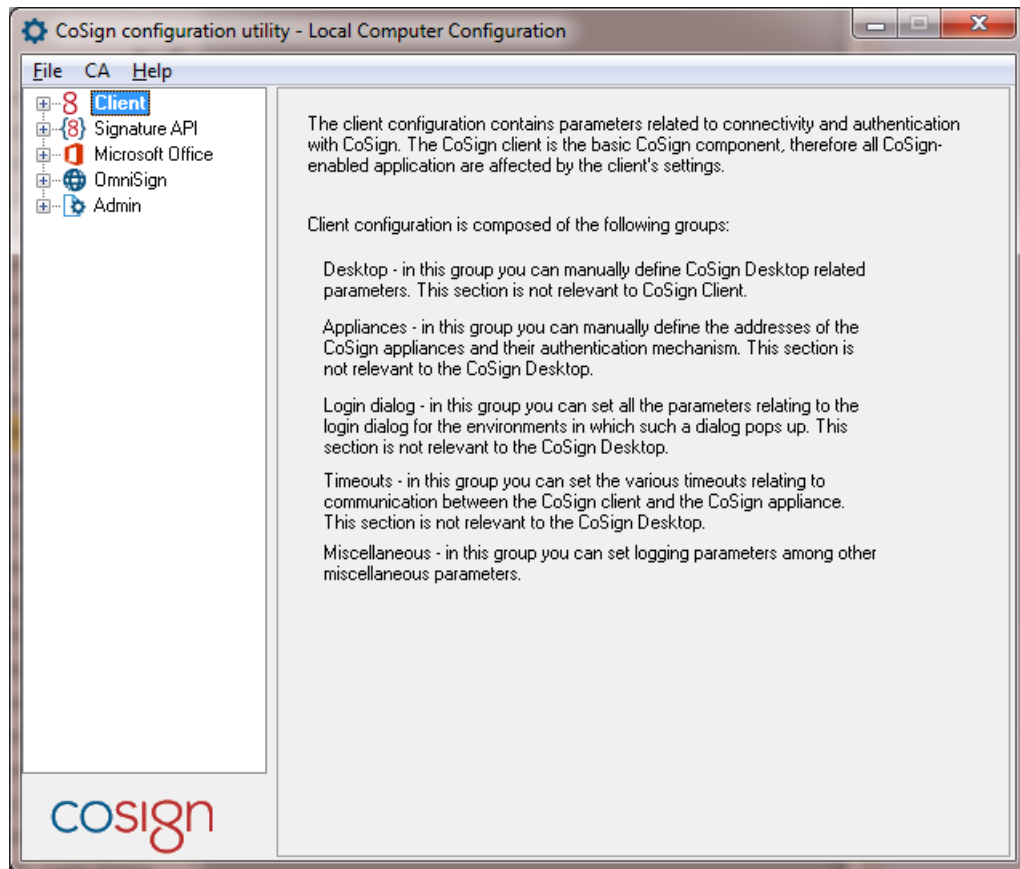 CoSign configuration utility - Local Computer Configuration
File CA Help
Client
Signature API
Microsoft Office
OmniSign
Admin
The client configuration contains parameters related to connectivity and authentication
with CoSign. The CoSign client is the basic CoSign component, therefore all CoSign-
enabled application are affected by the client's settings.
Client configuration is composed of the following groups:
Desktop - in this group you can manually define CoSign Desktop related
parameters. This section is not relevant to CoSign Client.
Appliances - in this group you can manually define the addresses of the
CoSign appliances and their authentication mechanism. This section is
not relevant to the CoSign Desktop.
Login dialog - in this group you can set all the parameters relating to the
login dialog for the environments in which such a dialog pops up. This
section is not relevant to the CoSign Desktop.
Timeouts - in this group you can set the various timeouts relating to
communication between the CoSign client and the CoSign appliance.
This section is not relevant to the CoSign Desktop.
Miscellaneous - in this group you can set logging parameters among other
miscellaneous parameters.
cosign